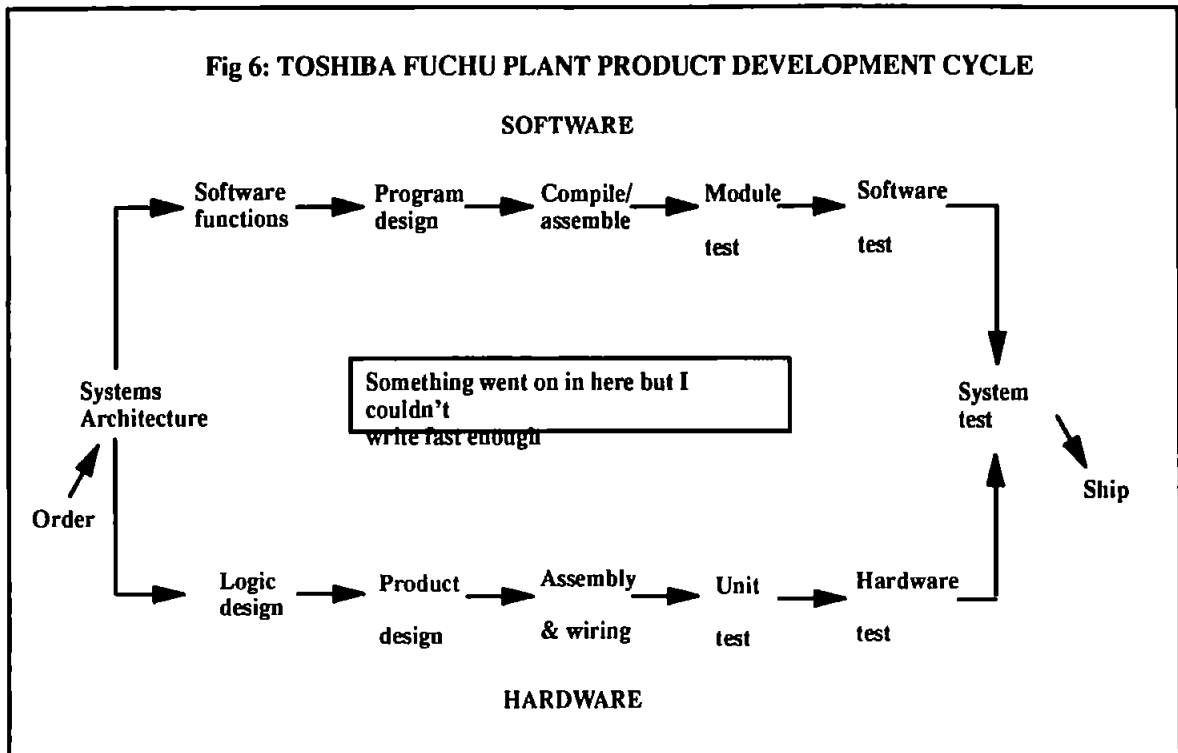 Fig 6: TOSHIBA FUCHU PLANT PRODUCT DEVELOPMENT CYCLE
SOFTWARE
Software
functions
Program
design
Compile/
assemble
Module
test
Software
test
Systems
Architecture
Something went on in here but I
couldn't
write fast enough
System
test
Order
Ship
Logic
design
Product
design
Assembly
& wiring
Unit
test
Hardware
test
HARDWARE